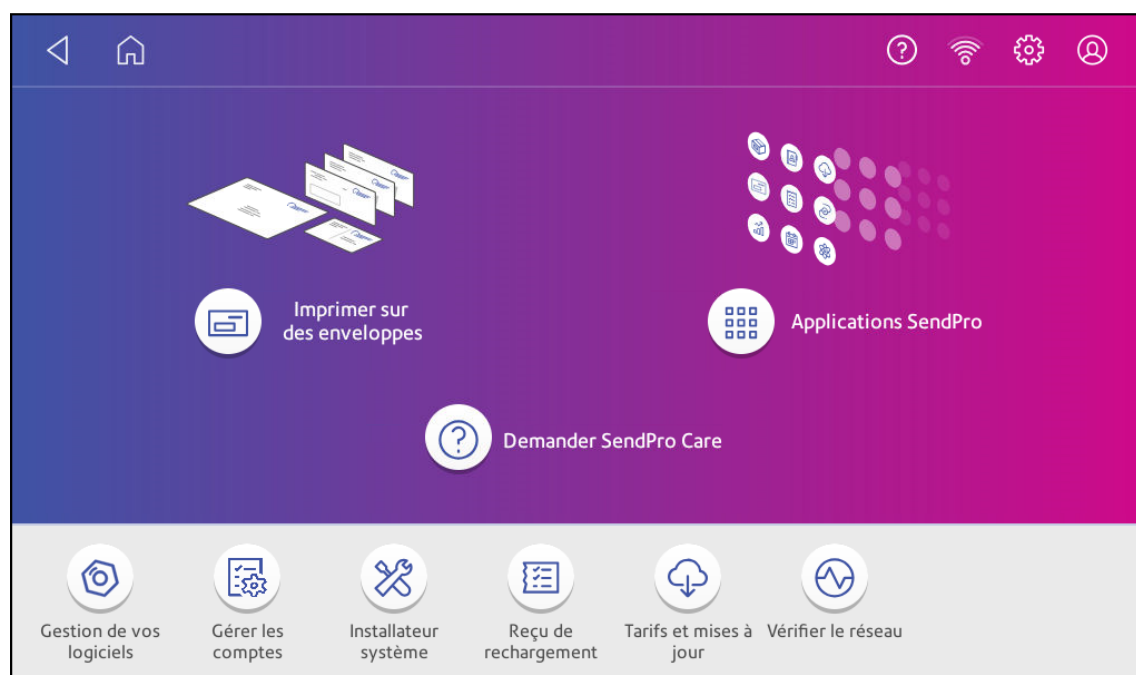 Imprimer sur
des enveloppes
Applications SendPro
Demander SendPro Care
Gestion de vos
logiciels
Gérer les
comptes
Installateur
système
Reçu de
rechargement
Tarifs et mises à
jour
Vérifier le réseau